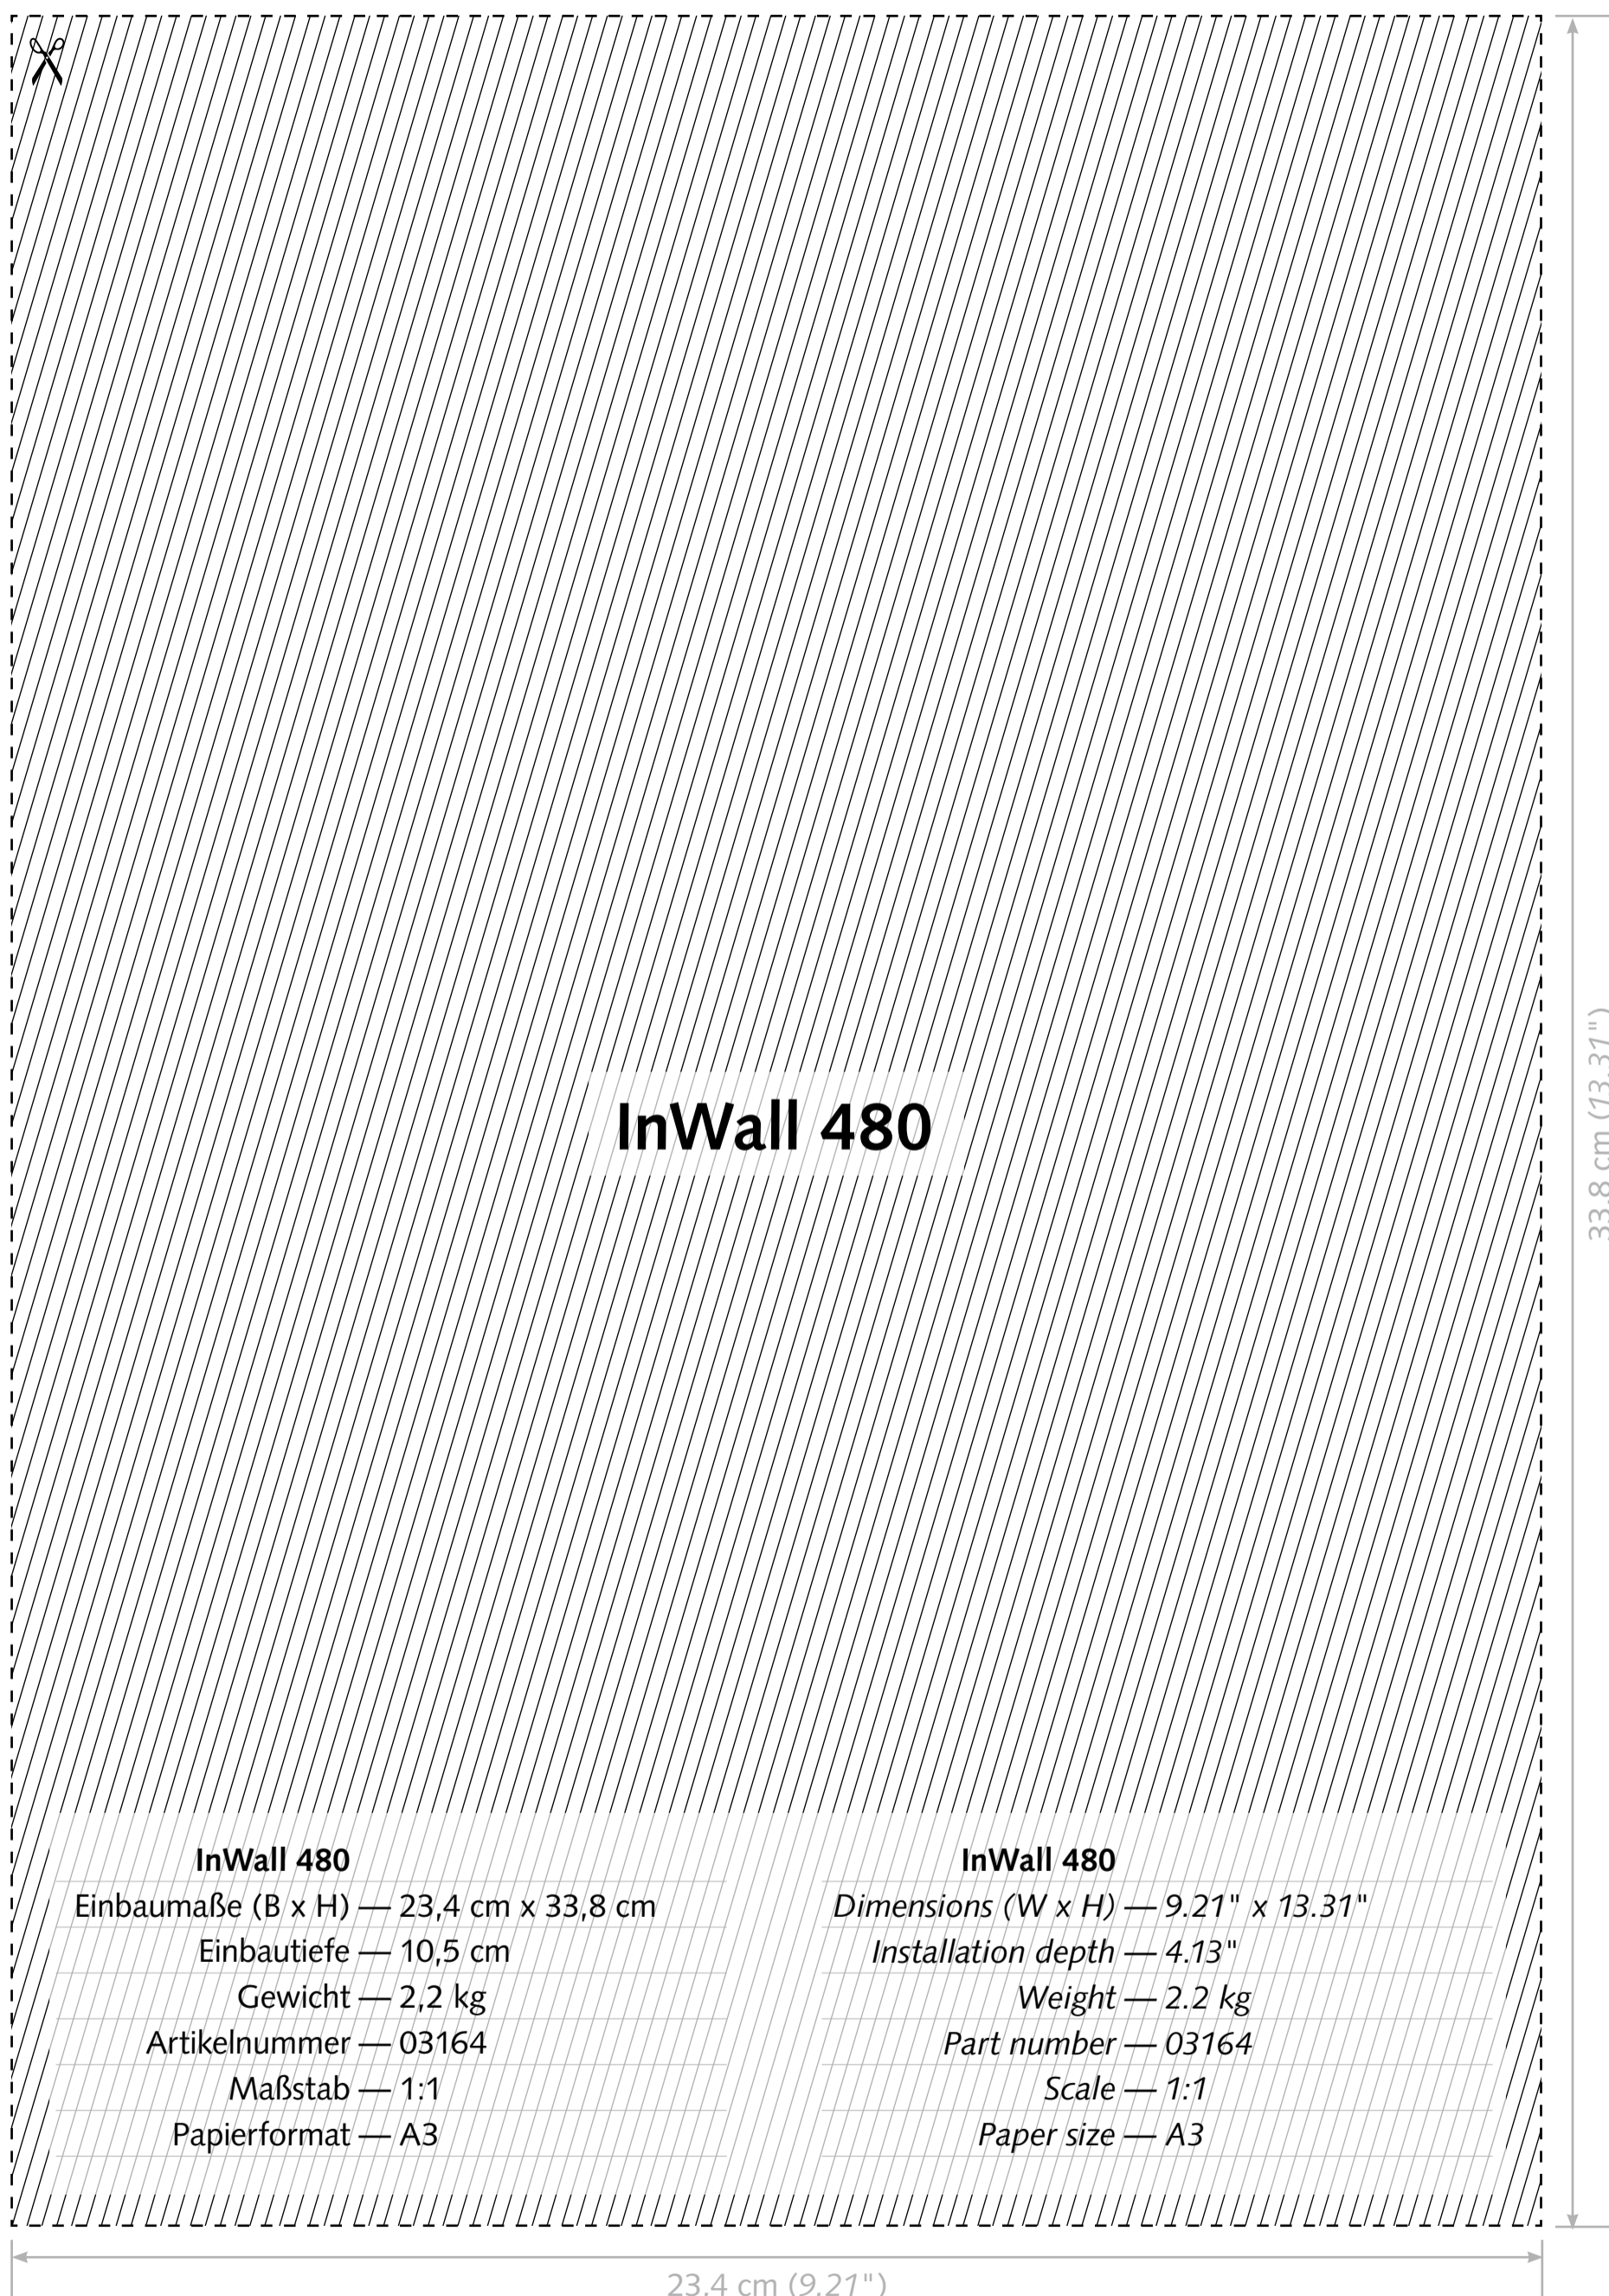 InWall 480
33.8 cm (13.31")
InWall 480
Einbaumaße (B x H) — 23,4 cm x 33,8 cm
Einbautiefe — 10,5 cm
Gewicht — 2,2 kg
Artikelnummer — 03164
Maßstab — 1:1
Papierformat — A3
InWall 480
Dimensions (W x H) — 9.21" x 13.31"
Installation depth — 4.13"
Weight — 2.2 kg
Part number — 03164
Scale — 1:1
Paper size — A3
23.4 cm (9.21")